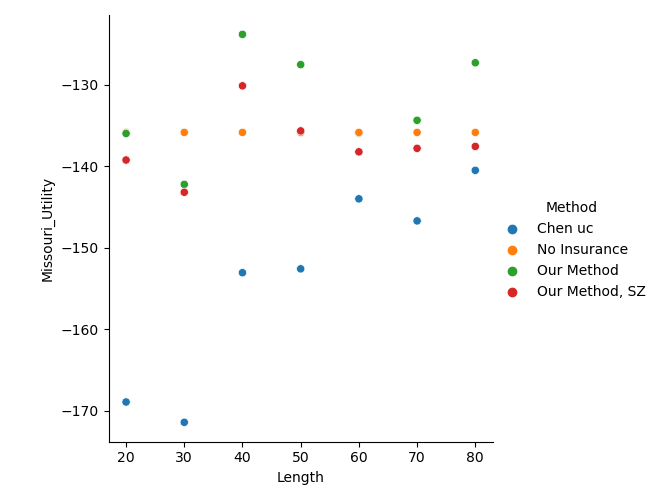 Missouri_Utility
−130
−140
−150
−160
−170
20 30 40 50 60 70 80
Length
Method
Chen uc
No Insurance
Our Method
Our Method, SZ